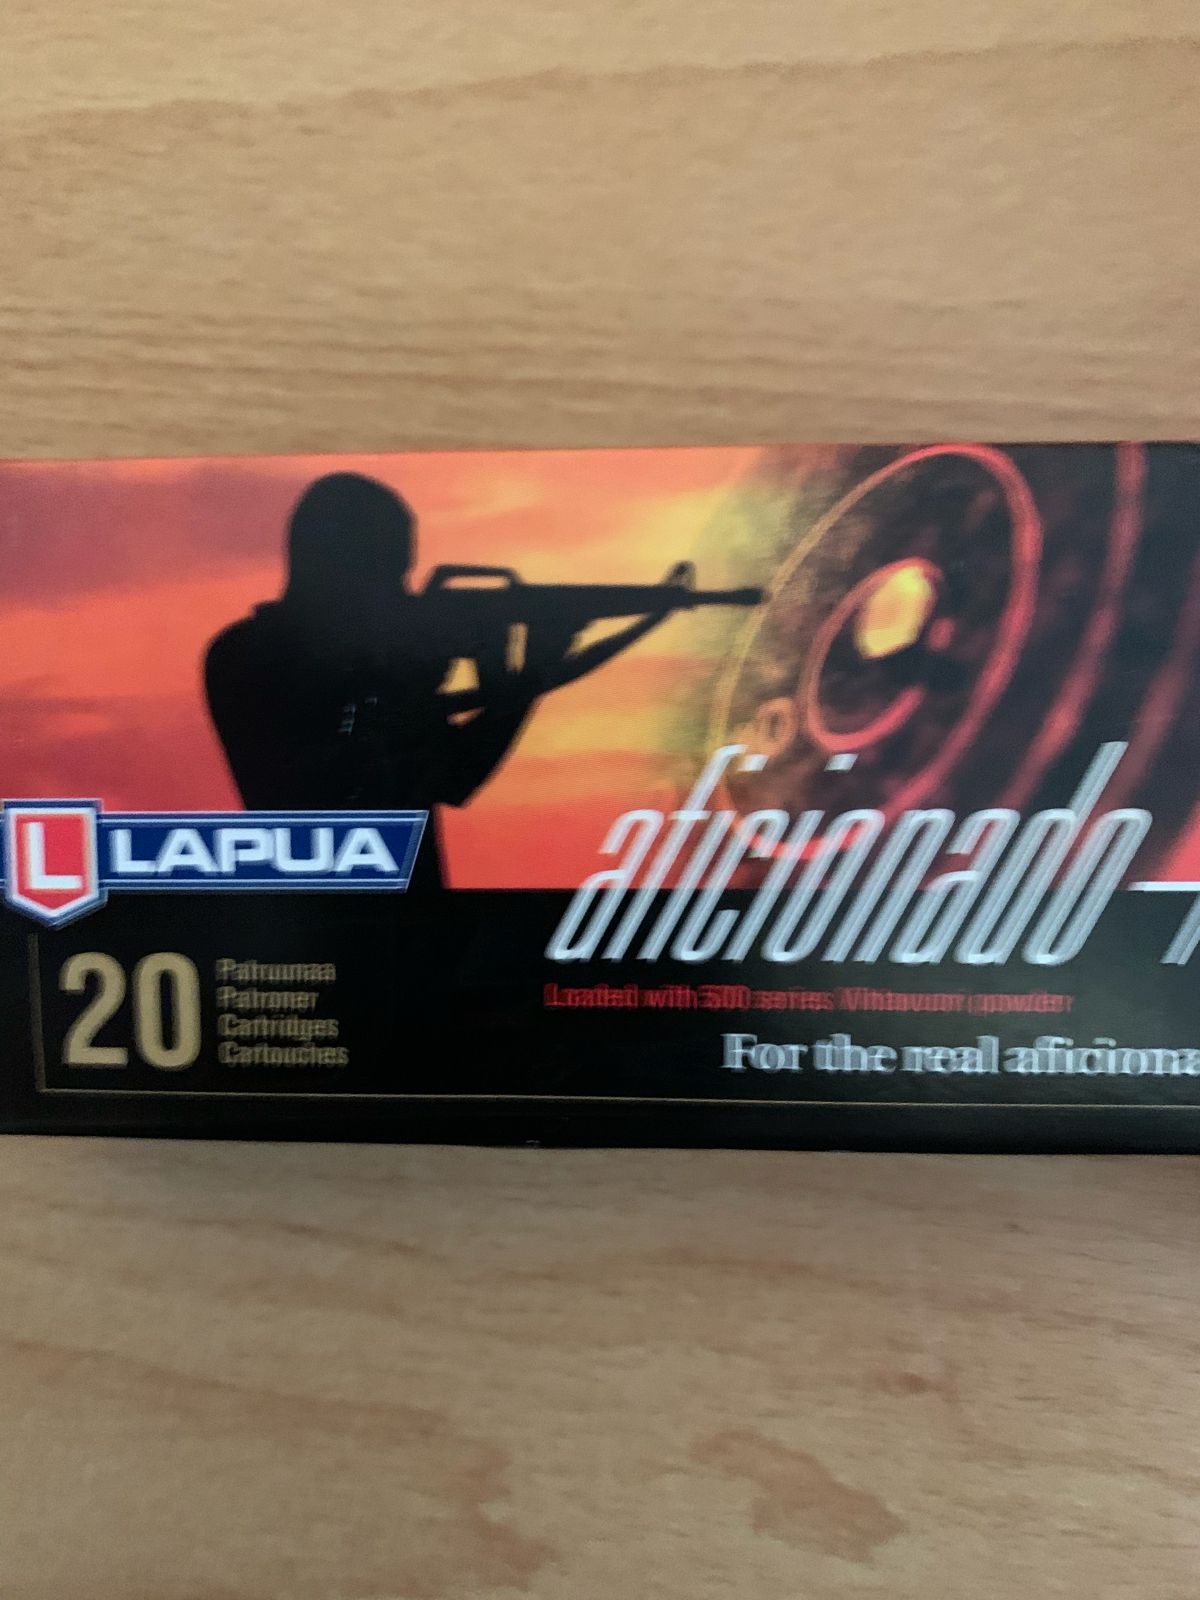 L LAPUA
aficionado
20
Patruunaa
Patroner
Cartridges
Cartouches
Loaded with 500 series Vihtavuori powder
For the real aficiona